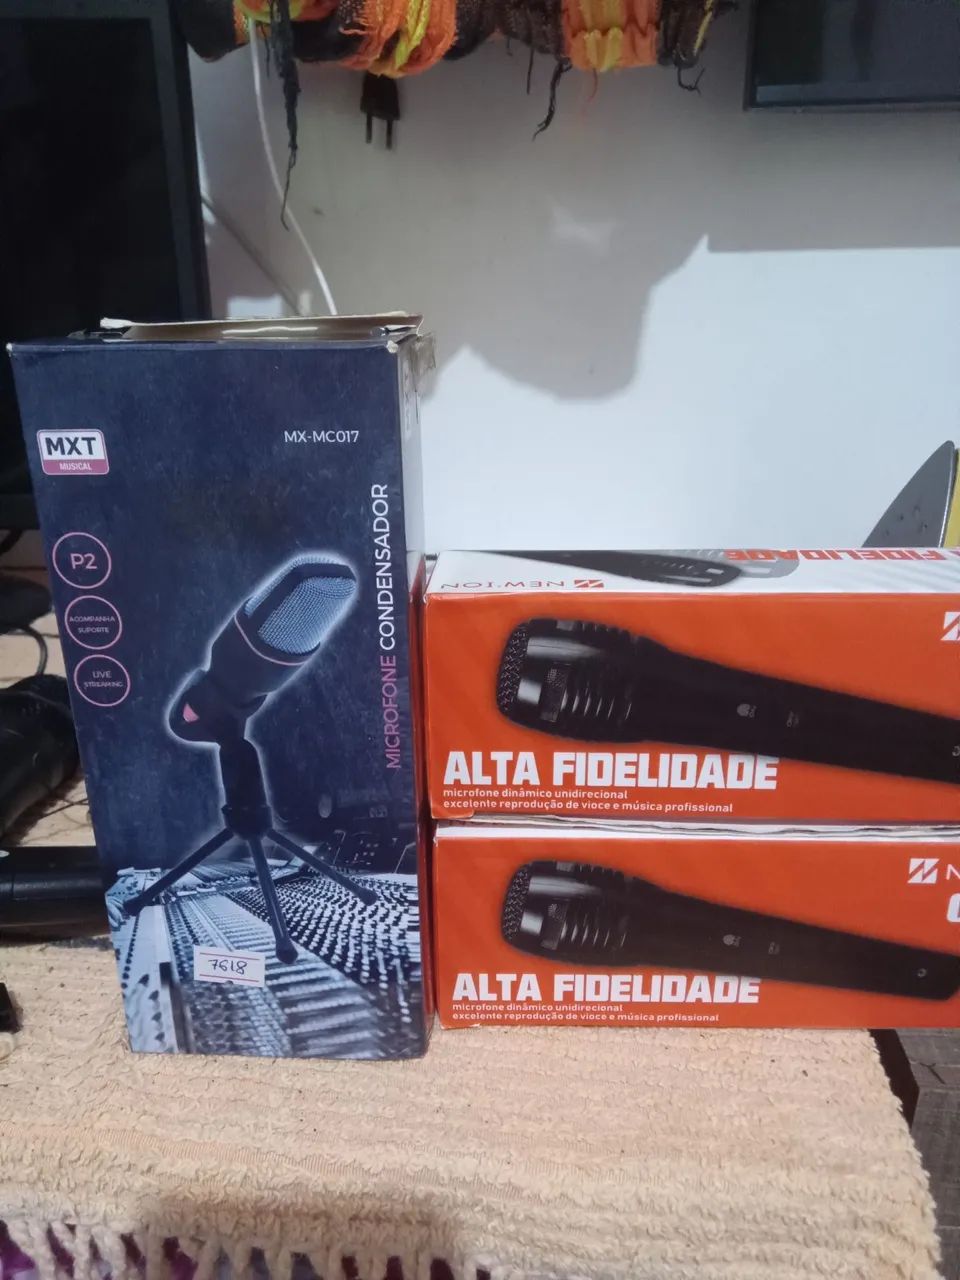 MXT
MUSICAL
MX-MC017
P2
ACOMPANHA
SUPORTE
LIVE
STREAMING
MICROFONE CONDENSADOR
7618
FIDELIDADE
NEW'ION
ALTA FIDELIDADE
microfone dinâmico unidirecional
excelente reprodução de vioce e música profissional
ALTA FIDELIDADE
microfone dinâmico unidirecional
excelente reprodução de vioce e música profissional